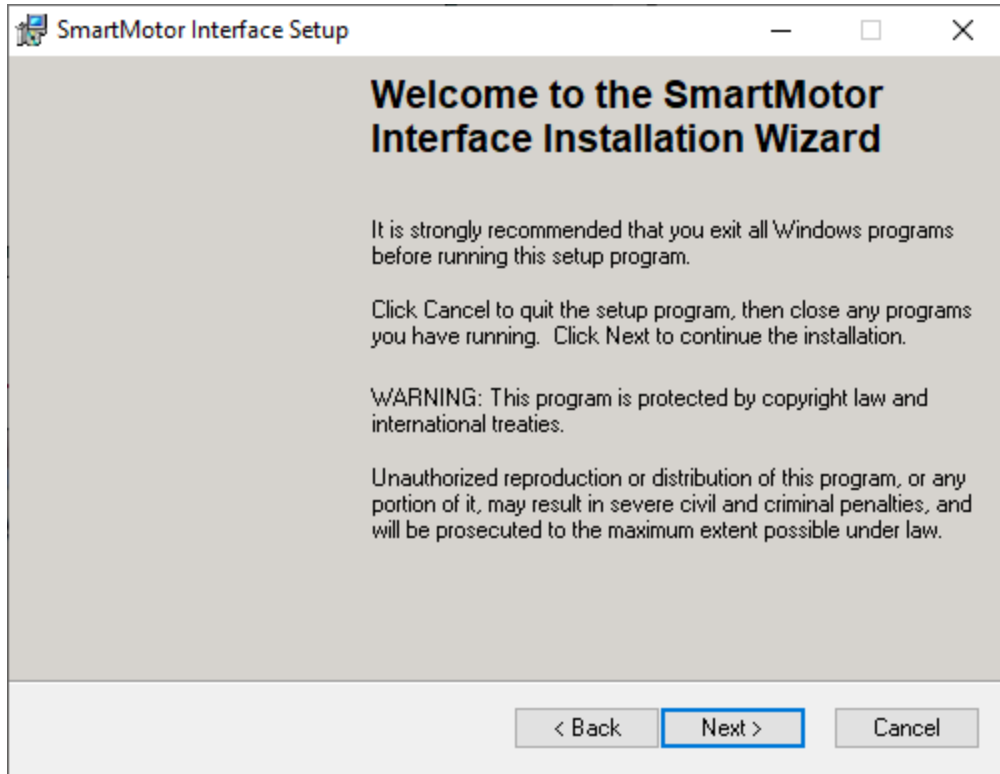 SmartMotor Interface Setup
Welcome to the SmartMotor
Interface Installation Wizard
It is strongly recommended that you exit all Windows programs
before running this setup program.
Click Cancel to quit the setup program, then close any programs
you have running.  Click Next to continue the installation.
WARNING: This program is protected by copyright law and
international treaties.
Unauthorized reproduction or distribution of this program, or any
portion of it, may result in severe civil and criminal penalties, and
will be prosecuted to the maximum extent possible under law.
< Back
Next >
Cancel